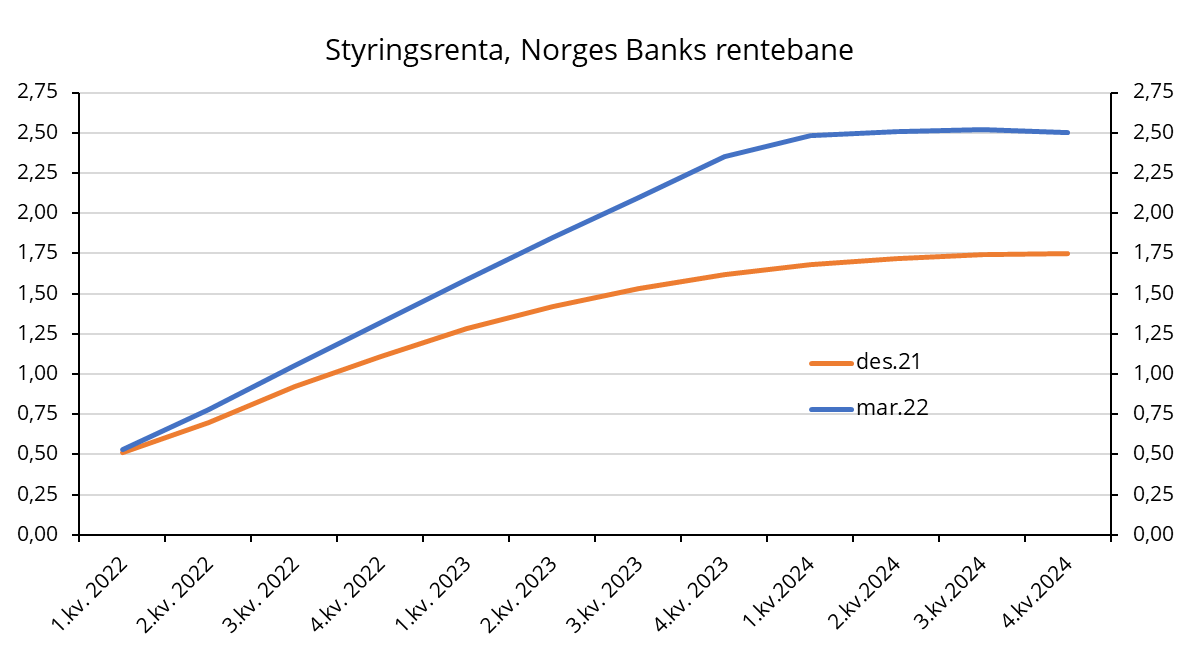 Styringsrenta, Norges Banks rentebane
2,75 2,75
2,50 2,50
2,25 2,25
2,00 2,00
1,75 1,75
1,50 1,50
1,25 1,25
des.21
1,00 1,00
mar.22
0,75 0,75
0,50 0,50
0,25 0,25
0,00 0,00
1.kv. 2022
2.kv. 2022
3.kv. 2022
4.kv. 2022
1.kv. 2023
2.kv. 2023
3.kv. 2023
4.kv. 2023
1.kv.2024
2.kv.2024
3.kv.2024
4.kv.2024